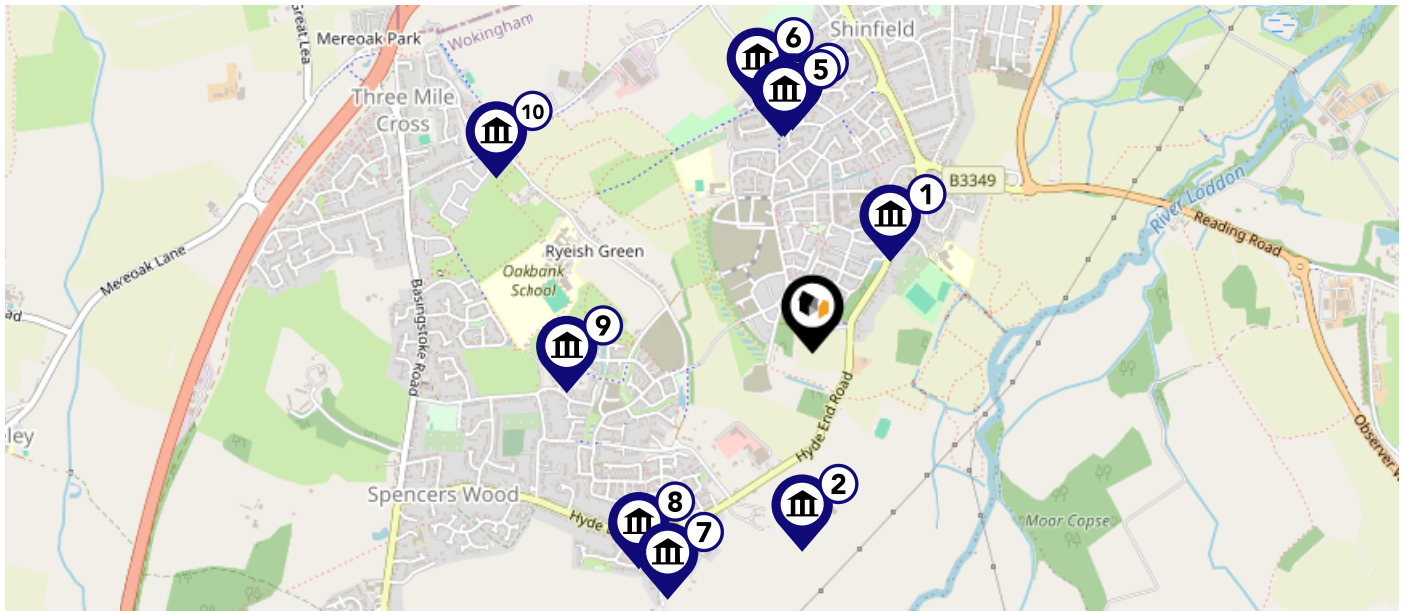 Great Lea
Mereoak Park
Wokingham
Shinfield
6
5
Three Mile
Cross
10
B3349
1
River Loddon
Reading Road
Mereoak Lane
Ryeish Green
Oakbank
School
Basingstoke Road
9
Hyde End Road
Observer
2
Spencers Wood
8
Hyde
7
Moor Copse